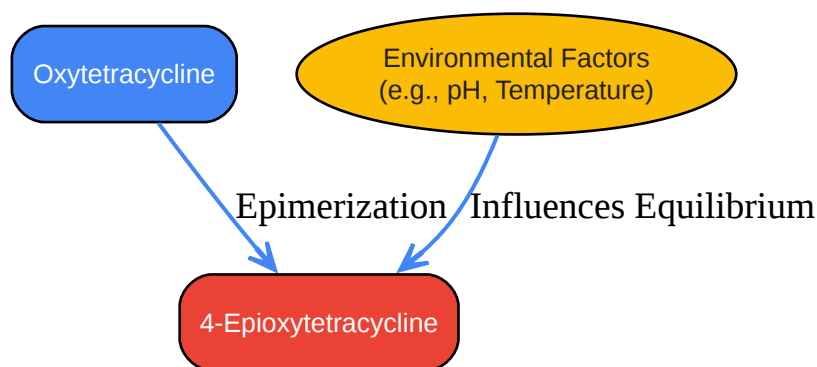 Oxytetracycline
Environmental Factors
(e.g., pH, Temperature)
Epimerization
Influences Equilibrium
4-Epioxytetracycline